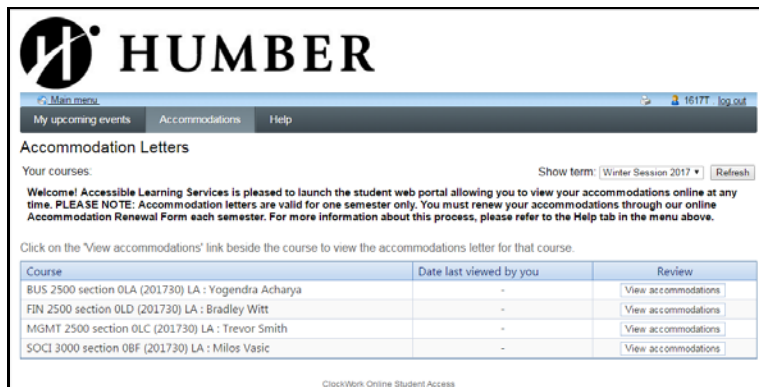 HUMBER
Main menu 1617T log out
My upcoming events Accommodations Help
Accommodation Letters
Your courses: Show term: Winter Session 2017 Refresh
Welcome! Accessible Learning Services is pleased to launch the student web portal allowing you to view your accommodations online at any
time. PLEASE NOTE: Accommodation letters are valid for one semester only. You must renew your accommodations through our online
Accommodation Renewal Form each semester. For more information about this process, please refer to the Help tab in the menu above.
Click on the 'View accommodations' link beside the course to view the accommodations letter for that course.
Course Date last viewed by you Review
BUS 2500 section 0LA (201730) LA : Yogendra Acharya - View accommodations
FIN 2500 section 0LD (201730) LA : Bradley Witt - View accommodations
MGMT 2500 section 0LC (201730) LA : Trevor Smith - View accommodations
SOCI 3000 section 0BF (201730) LA : Milos Vasic - View accommodations
ClockWork Online Student Access